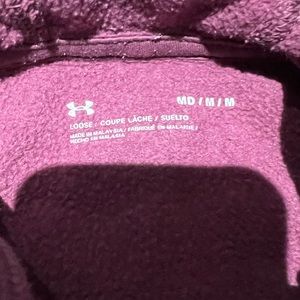 MD / M / M
LOOSE / COUPE LÂCHE / SUELTO
MADE IN MALAYSIA / FABRIQUÉ EN MALAISIE /
HECHO EN MALASIA